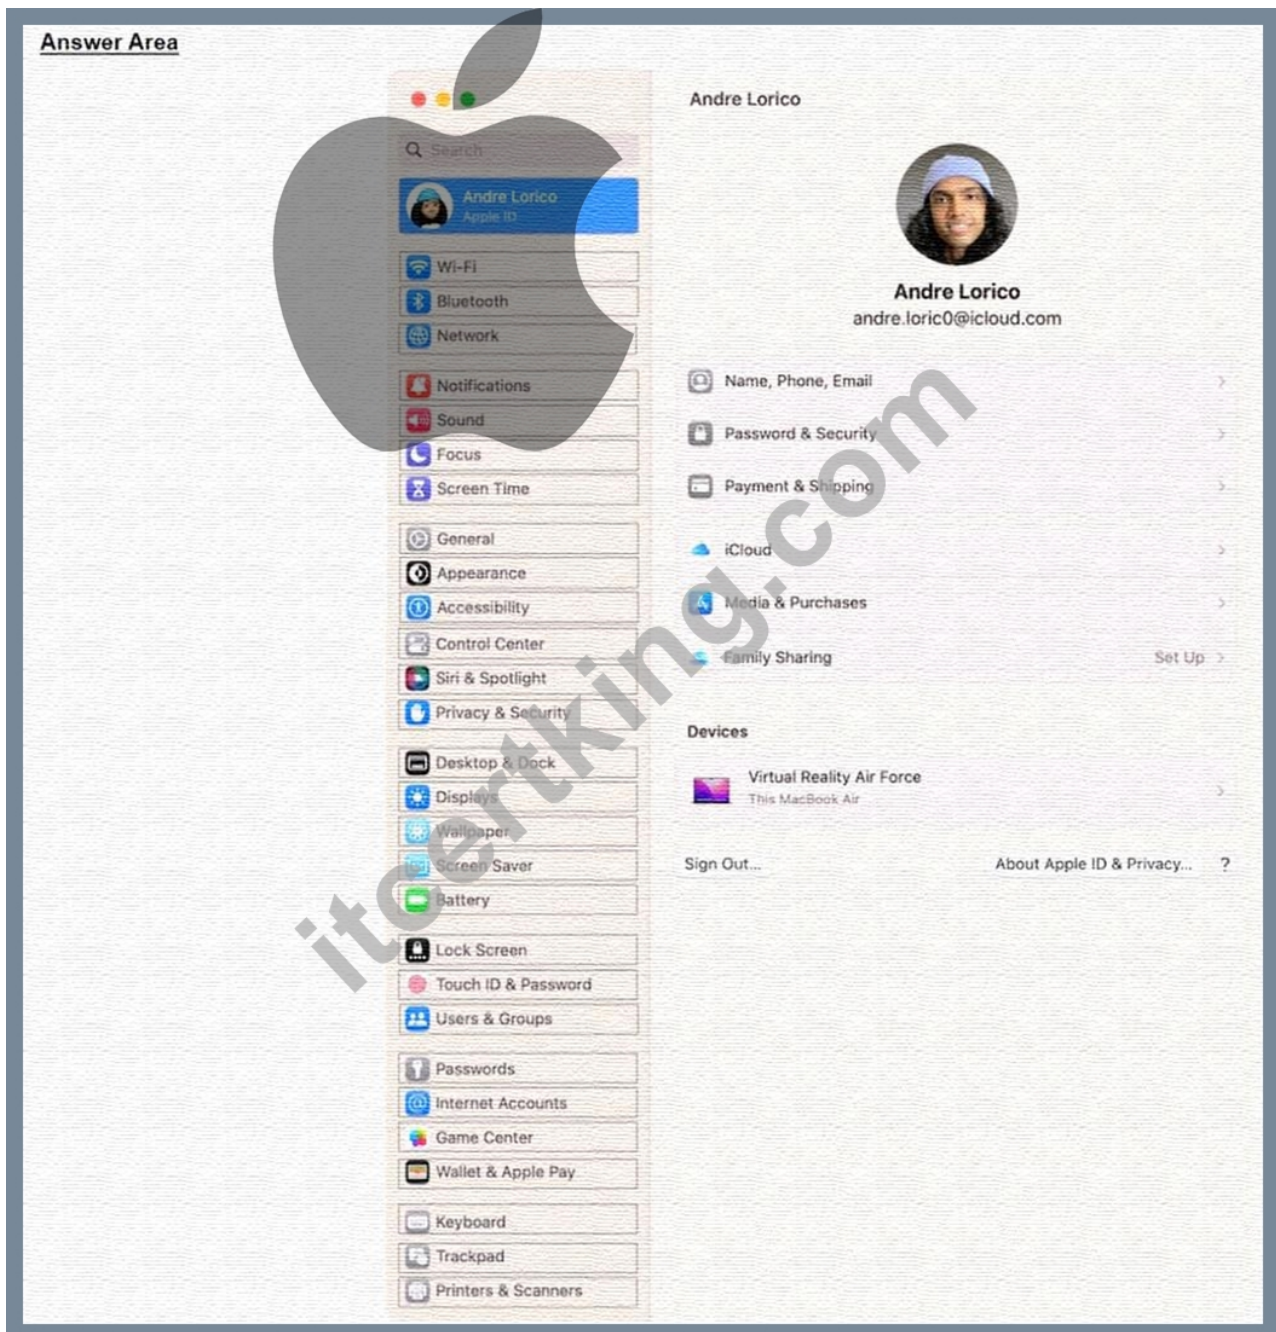 Answer Area
Search
Andre Lorico
Apple ID
Wi-Fi
Bluetooth
Network
Notifications
Sound
Focus
Screen Time
General
Appearance
Accessibility
Control Center
Siri & Spotlight
Privacy & Security
Desktop & Dock
Displays
Wallpaper
Screen Saver
Battery
Lock Screen
Touch ID & Password
Users & Groups
Passwords
Internet Accounts
Game Center
Wallet & Apple Pay
Keyboard
Trackpad
Printers & Scanners
Andre Lorico
Andre Lorico
andre.loric0@icloud.com
Name, Phone, Email
Password & Security
Payment & Shipping
iCloud
Media & Purchases
Family Sharing Set Up
Devices
Virtual Reality Air Force
This MacBook Air
Sign Out... About Apple ID & Privacy... ?
itcertking.com